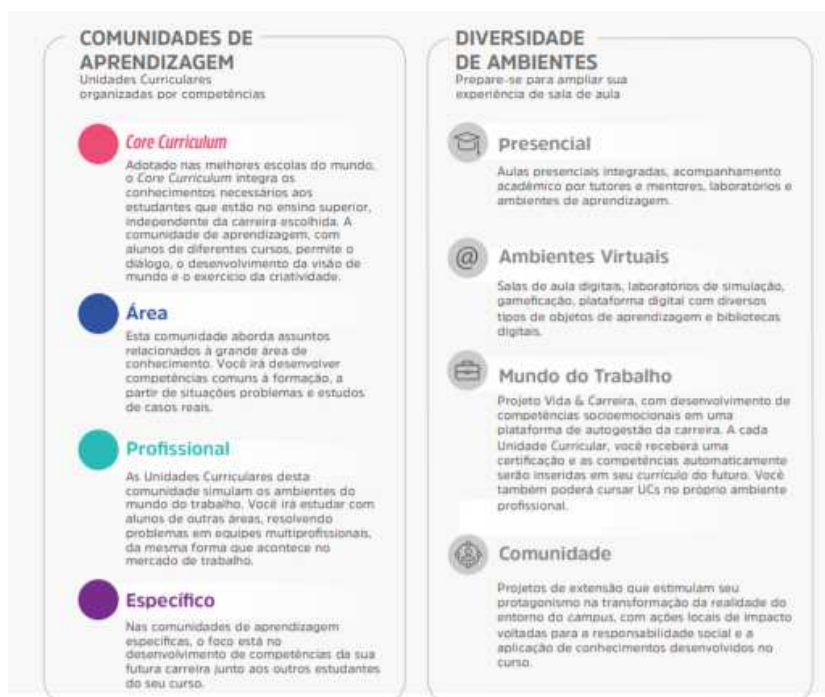 COMUNIDADES DE
APRENDIZAGEM
Unidades Curriculares
organizadas por competências
Core Curriculum
Adotado nas melhores escolas do mundo,
o Core Curriculum integra os
conhecimentos necessários aos
estudantes que estão no ensino superior,
independente da carreira escolhida. A
comunidade de aprendizagem, com
alunos de diferentes cursos, permite o
diálogo, o desenvolvimento da visão de
mundo e o exercício da criatividade.
Área
Esta comunidade aborda assuntos
relacionados à grande área de
conhecimento. Você irá desenvolver
competências comuns à formação, a
partir de situações problemas e estudos
de casos reais.
Profissional
As Unidades Curriculares desta
comunidade simulam os ambientes do
mundo do trabalho. Você irá estudar com
alunos de outras áreas, resolvendo
problemas em equipes multiprofissionais,
da mesma forma que acontece no
mercado de trabalho.
Específico
Nas comunidades de aprendizagem
específicas, o foco está no
desenvolvimento de competências da sua
futura carreira junto aos outros estudantes
do seu curso.
DIVERSIDADE
DE AMBIENTES
Prepare-se para ampliar sua
experiência de sala de aula
Presencial
Aulas presenciais integradas, acompanhamento
acadêmico por tutores e mentores, laboratórios e
ambientes de aprendizagem.
@
Ambientes Virtuais
Salas de aula digitais, laboratórios de simulação,
gameficação, plataforma digital com diversos
tipos de objetos de aprendizagem e bibliotecas
digitais.
Mundo do Trabalho
Projeto Vida & Carreira, com desenvolvimento de
competências socioemocionais em uma
plataforma de autogestão da carreira. A cada
Unidade Curricular, você receberá uma
certificação e as competências automaticamente
serão inseridas em seu currículo do futuro. Você
também poderá cursar UCs no próprio ambiente
profissional.
Comunidade
Projetos de extensão que estimulam seu
protagonismo na transformação da realidade do
entorno do campus, com ações locais de impacto
voltadas para a responsabilidade social e a
aplicação de conhecimentos desenvolvidos no
curso.